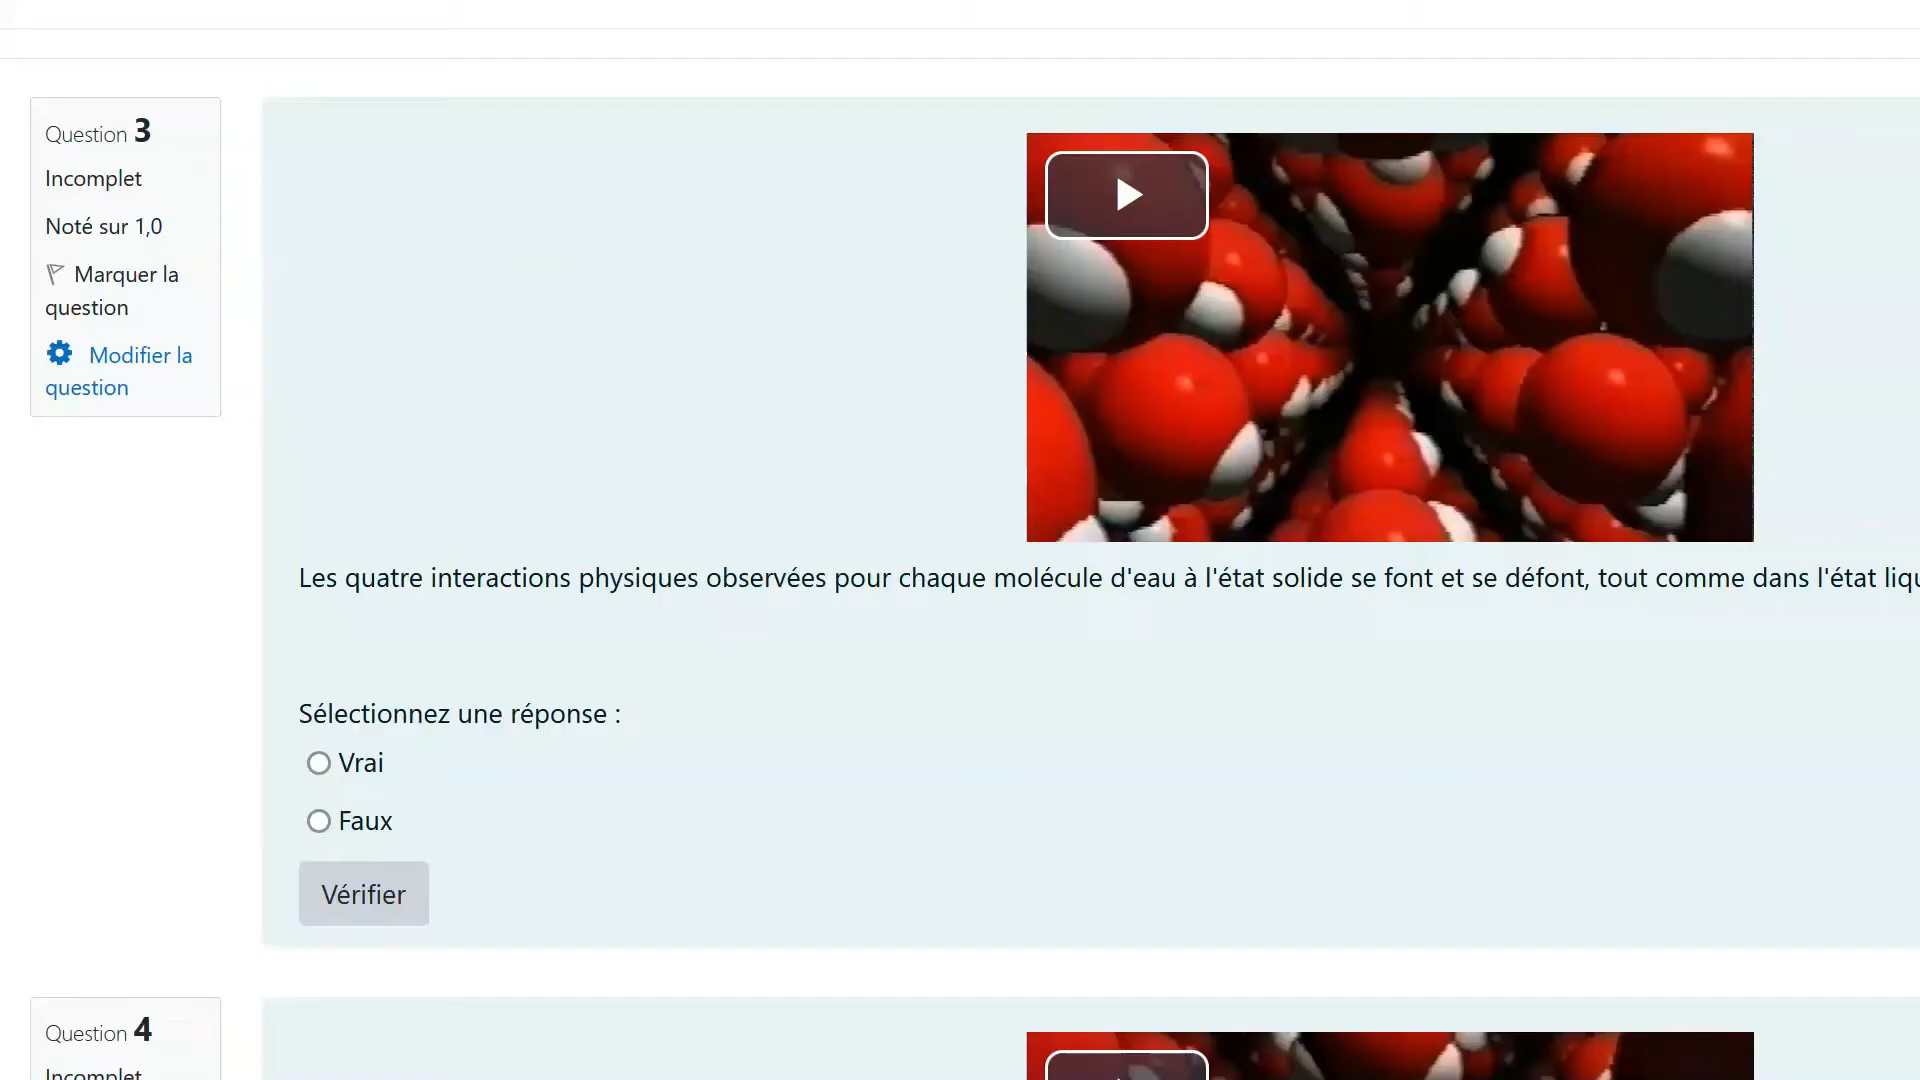 Question 3
Incomplet
Noté sur 1,0
Marquer la
question
Modifier la
question
Les quatre interactions physiques observées pour chaque molécule d'eau à l'état solide se font et se défont, tout comme dans l'état
Sélectionnez une réponse :
Vrai
Faux
Vérifier
Question 4
Incomplet